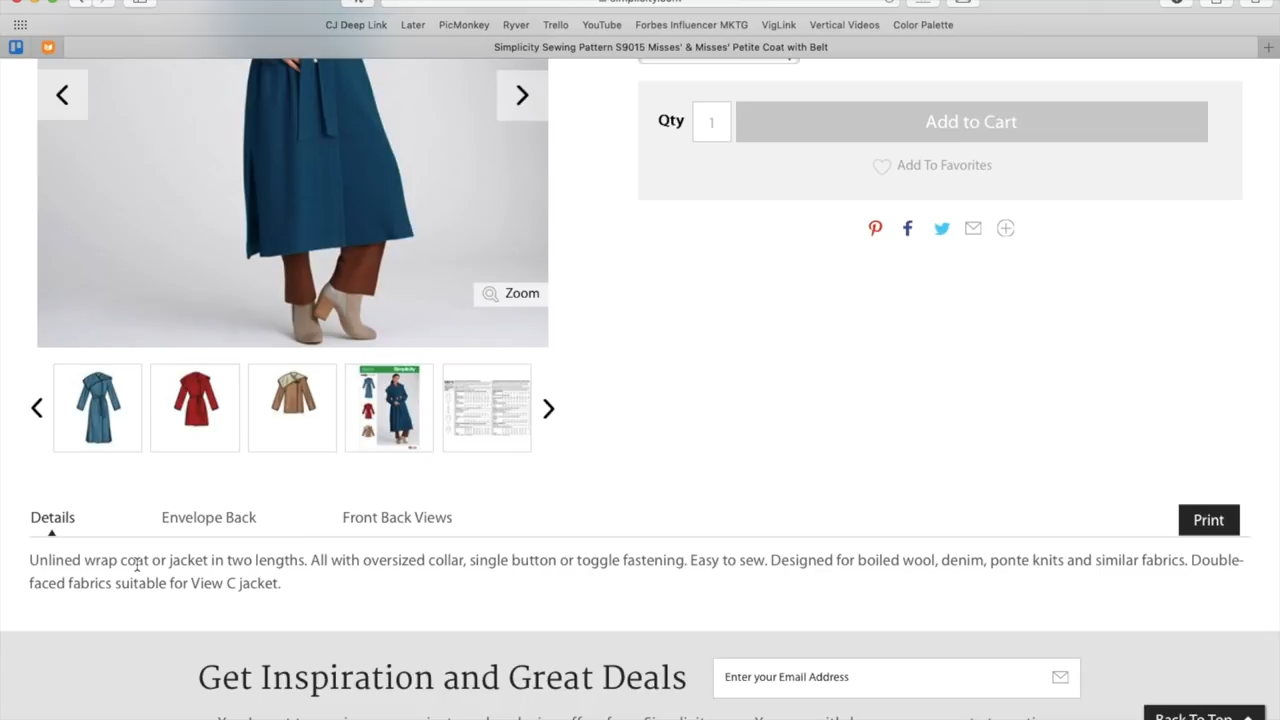 CJ Deep Link Later PicMonkey Ryver Trello YouTube Forbes Influencer MKTG VigLink Vertical Videos Color Palette
Simplicity Sewing Pattern S9015 Misses' & Misses' Petite Coat with Belt
Qty 1 Add to Cart
Add To Favorites
Zoom
Simplicity
Details Envelope Back Front Back Views Print
Unlined wrap coat or jacket in two lengths. All with oversized collar, single button or toggle fastening. Easy to sew. Designed for boiled wool, denim, ponte knits and similar fabrics. Double-
faced fabrics suitable for View C jacket.
Get Inspiration and Great Deals Enter your Email Address
Back To Top